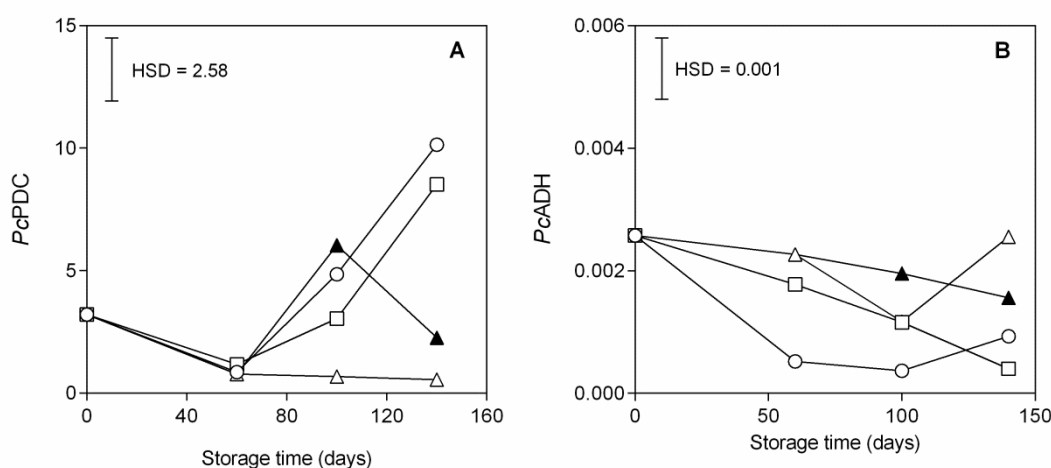 15
10
5
0
0
40
80
120
160
PcPDC
Storage time (days)
HSD = 2.58
A
0.006
0.004
0.002
0.000
0
50
100
150
PcADH
Storage time (days)
HSD = 0.001
B